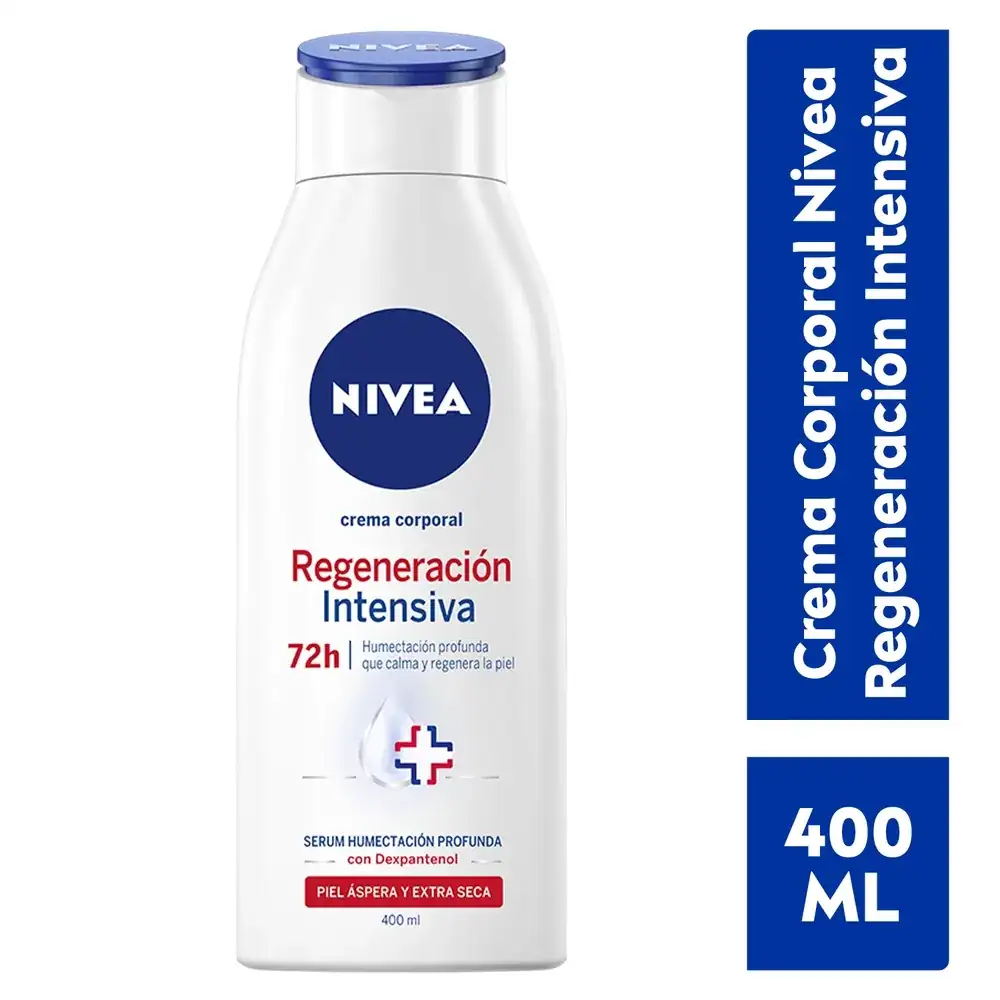 NIVEA
NIVEA
crema corporal
Regeneración
Intensiva
72h
Humectación profunda
que calma y regenera la piel
SERUM HUMECTACIÓN PROFUNDA
con Dexpantenol
PIEL ÁSPERA Y EXTRA SECA
400 ml
Crema Corporal Nivea
Regeneración Intensiva
400
ML